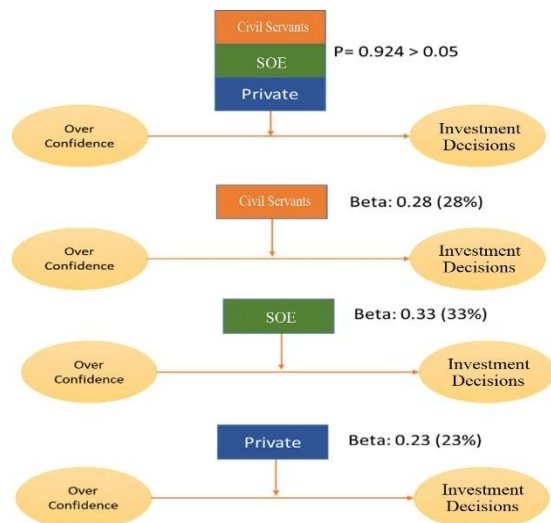 Civil Servants
SOE
P= 0.924 > 0.05
Private
Over
Confidence
Investment
Decisions
Civil Servants
Beta: 0.28 (28%)
Over
Confidence
Investment
Decisions
SOE
Beta: 0.33 (33%)
Over
Confidence
Investment
Decisions
Private
Beta: 0.23 (23%)
Over
Confidence
Investment
Decisions